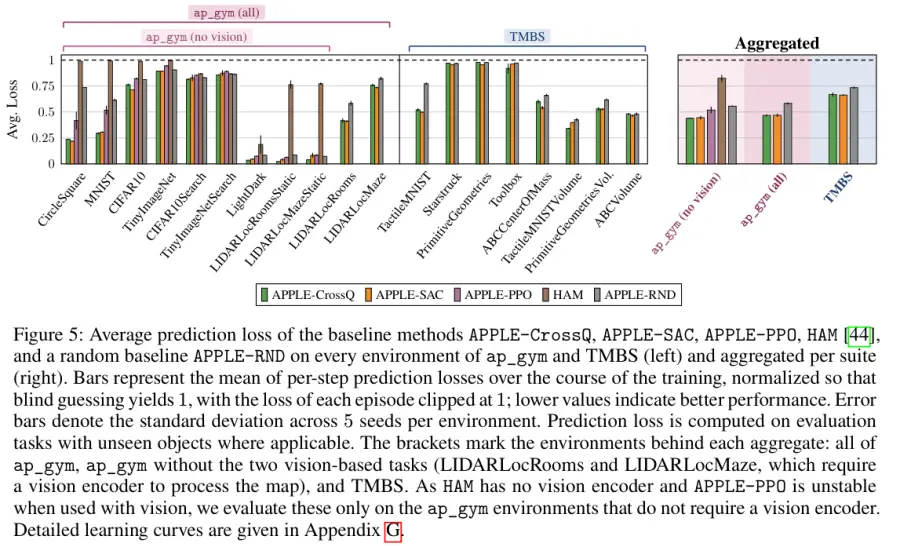 ap_gym (all)
ap_gym (no vision)
TMBS
Aggregated
Avg. Loss
1
0.75
0.5
0.25
0
1
0.75
0.5
0.25
0
CircleSquare
MNIST
CIFAR10
TinyImageNet
CIFAR10Search
TinyImageNetSearch
LightDark
LIDARLocRoomsStatic
LIDARLocMazeStatic
LIDARLocRooms
LIDARLocMaze
TactileMNIST
Starstruck
PrimitiveGeometries
Toolbox
ABCCenterOfMass
TactileMNISTVolume
PrimitiveGeometriesVol.
ABCVolume
ap_gym (no vision)
ap_gym (all)
TMBS
APPLE-CrossQ APPLE-SAC APPLE-PPO HAM APPLE-RND
Figure 5: Average prediction loss of the baseline methods APPLE-CrossQ, APPLE-SAC, APPLE-PPO, HAM [44],
and a random baseline APPLE-RND on every environment of ap_gym and TMBS (left) and aggregated per suite
(right). Bars represent the mean of per-step prediction losses over the course of the training, normalized so that
blind guessing yields 1, with the loss of each episode clipped at 1; lower values indicate better performance. Error
bars denote the standard deviation across 5 seeds per environment. Prediction loss is computed on evaluation
tasks with unseen objects where applicable. The brackets mark the environments behind each aggregate: all of
ap_gym, ap_gym without the two vision-based tasks (LIDARLocRooms and LIDARLocMaze, which require
a vision encoder to process the map), and TMBS. As HAM has no vision encoder and APPLE-PPO is unstable
when used with vision, we evaluate these only on the ap_gym environments that do not require a vision encoder.
Detailed learning curves are given in Appendix G.